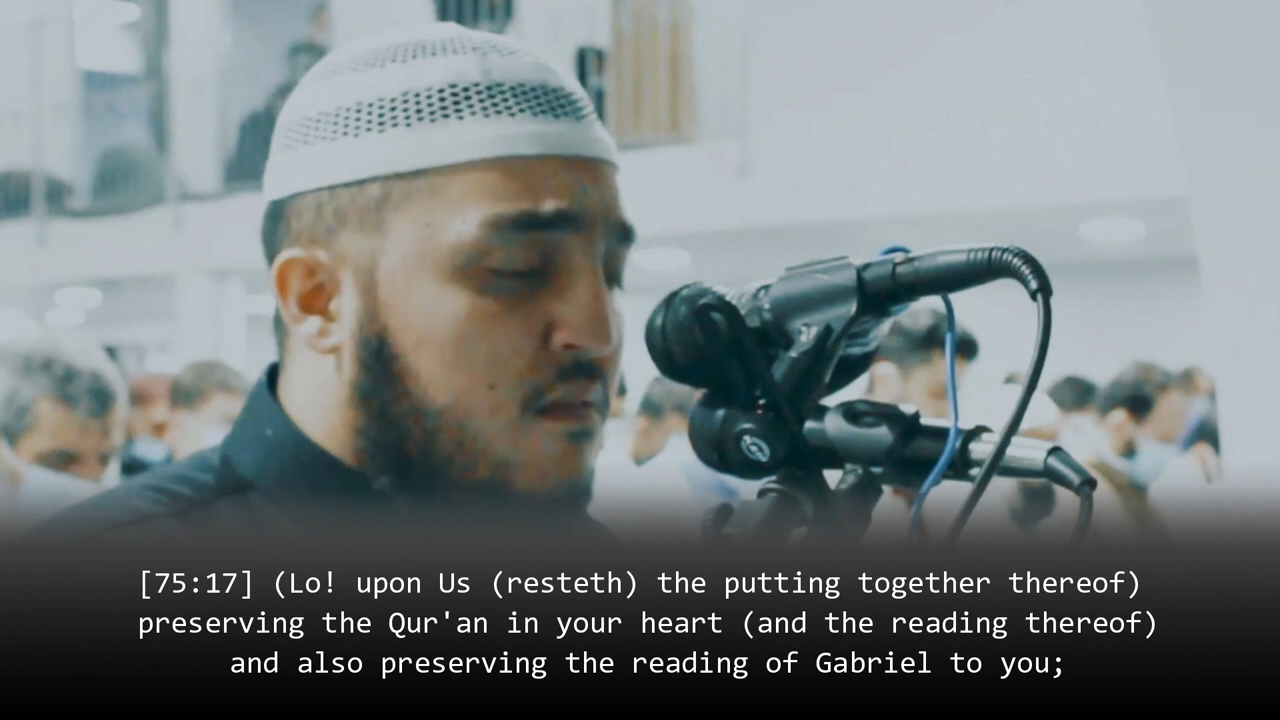 [75:17] (Lo! upon Us (resteth) the putting together thereof)
preserving the Qur'an in your heart (and the reading thereof)
and also preserving the reading of Gabriel to you;